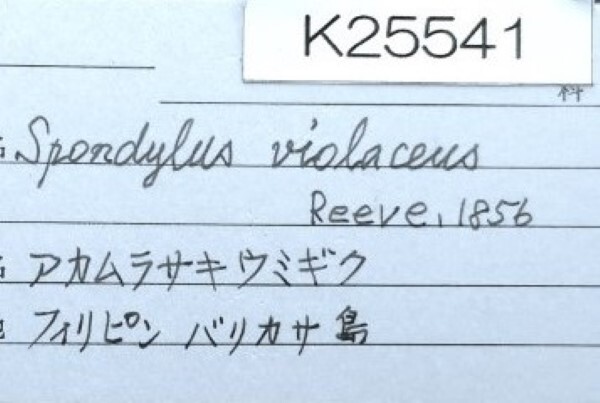 K25541
科
Spondylus violaceus
Reeve, 1856
アカムラサキウミギク
フィリピン バリカサ島